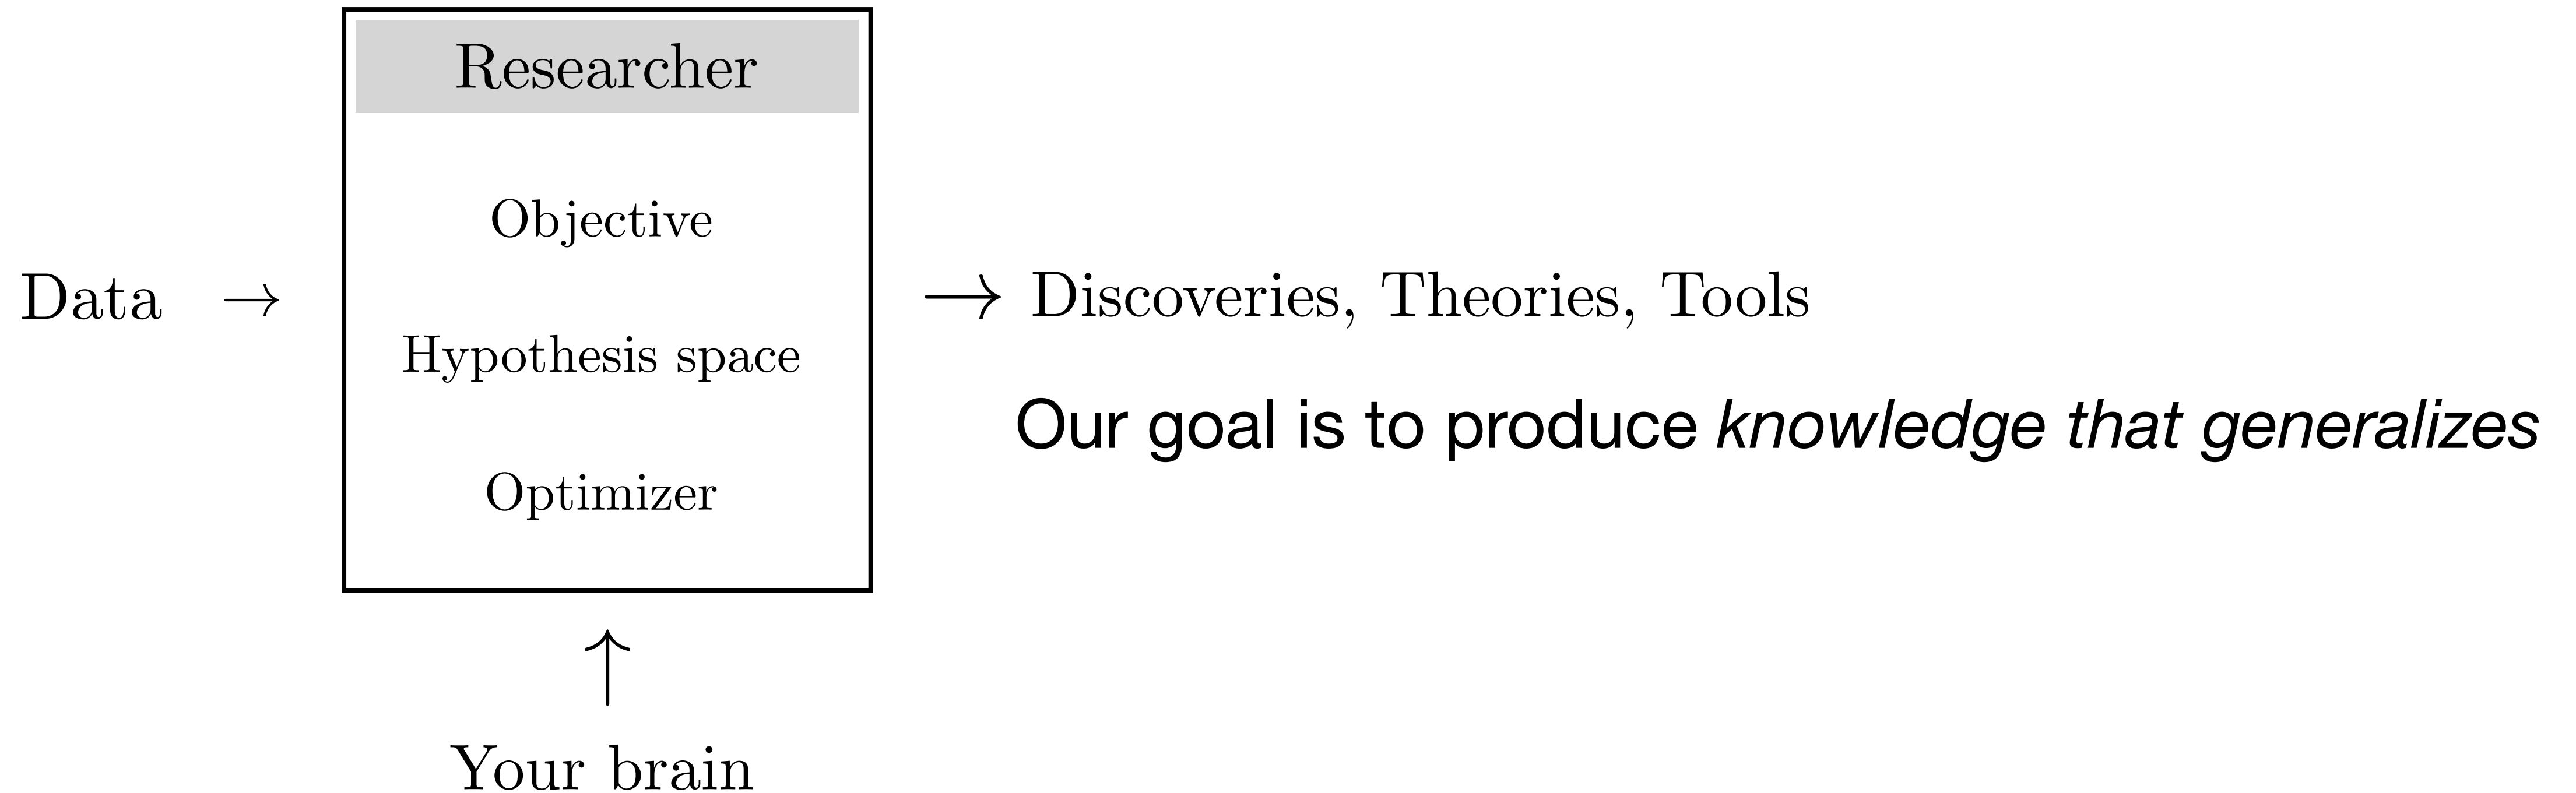 Researcher
Objective
Data →
Hypothesis space
Optimizer
→ Discoveries, Theories, Tools
Our goal is to produce knowledge that generalizes
↑
Your brain